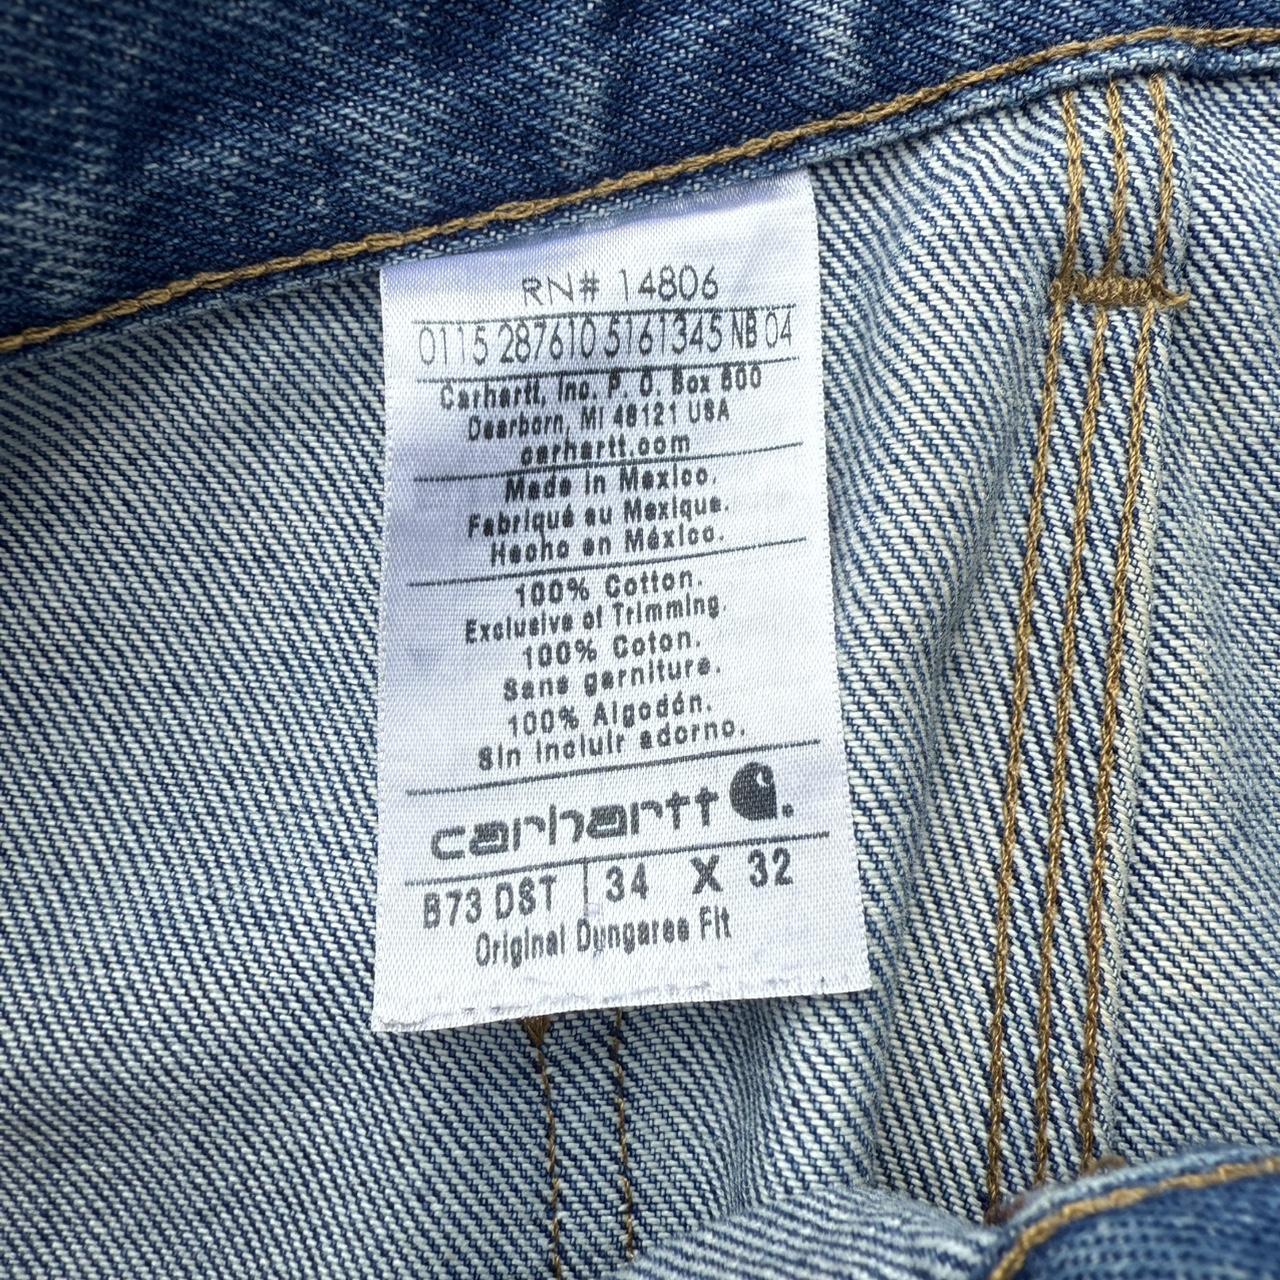 RN# 14806
0115 287610 5161345 NB 04
Carhartt, Inc. P. O. Box 600
Dearborn, MI 48121 USA
carhartt.com
Made in Mexico.
Fabriqué au Mexique.
Hecho en México.
100% Cotton.
Exclusive of Trimming
100% Coton.
Sans garniture.
100% Algodón.
Sin incluir adorno.
carhartt
B73 DST 34 X 32
Original Dungaree Fit